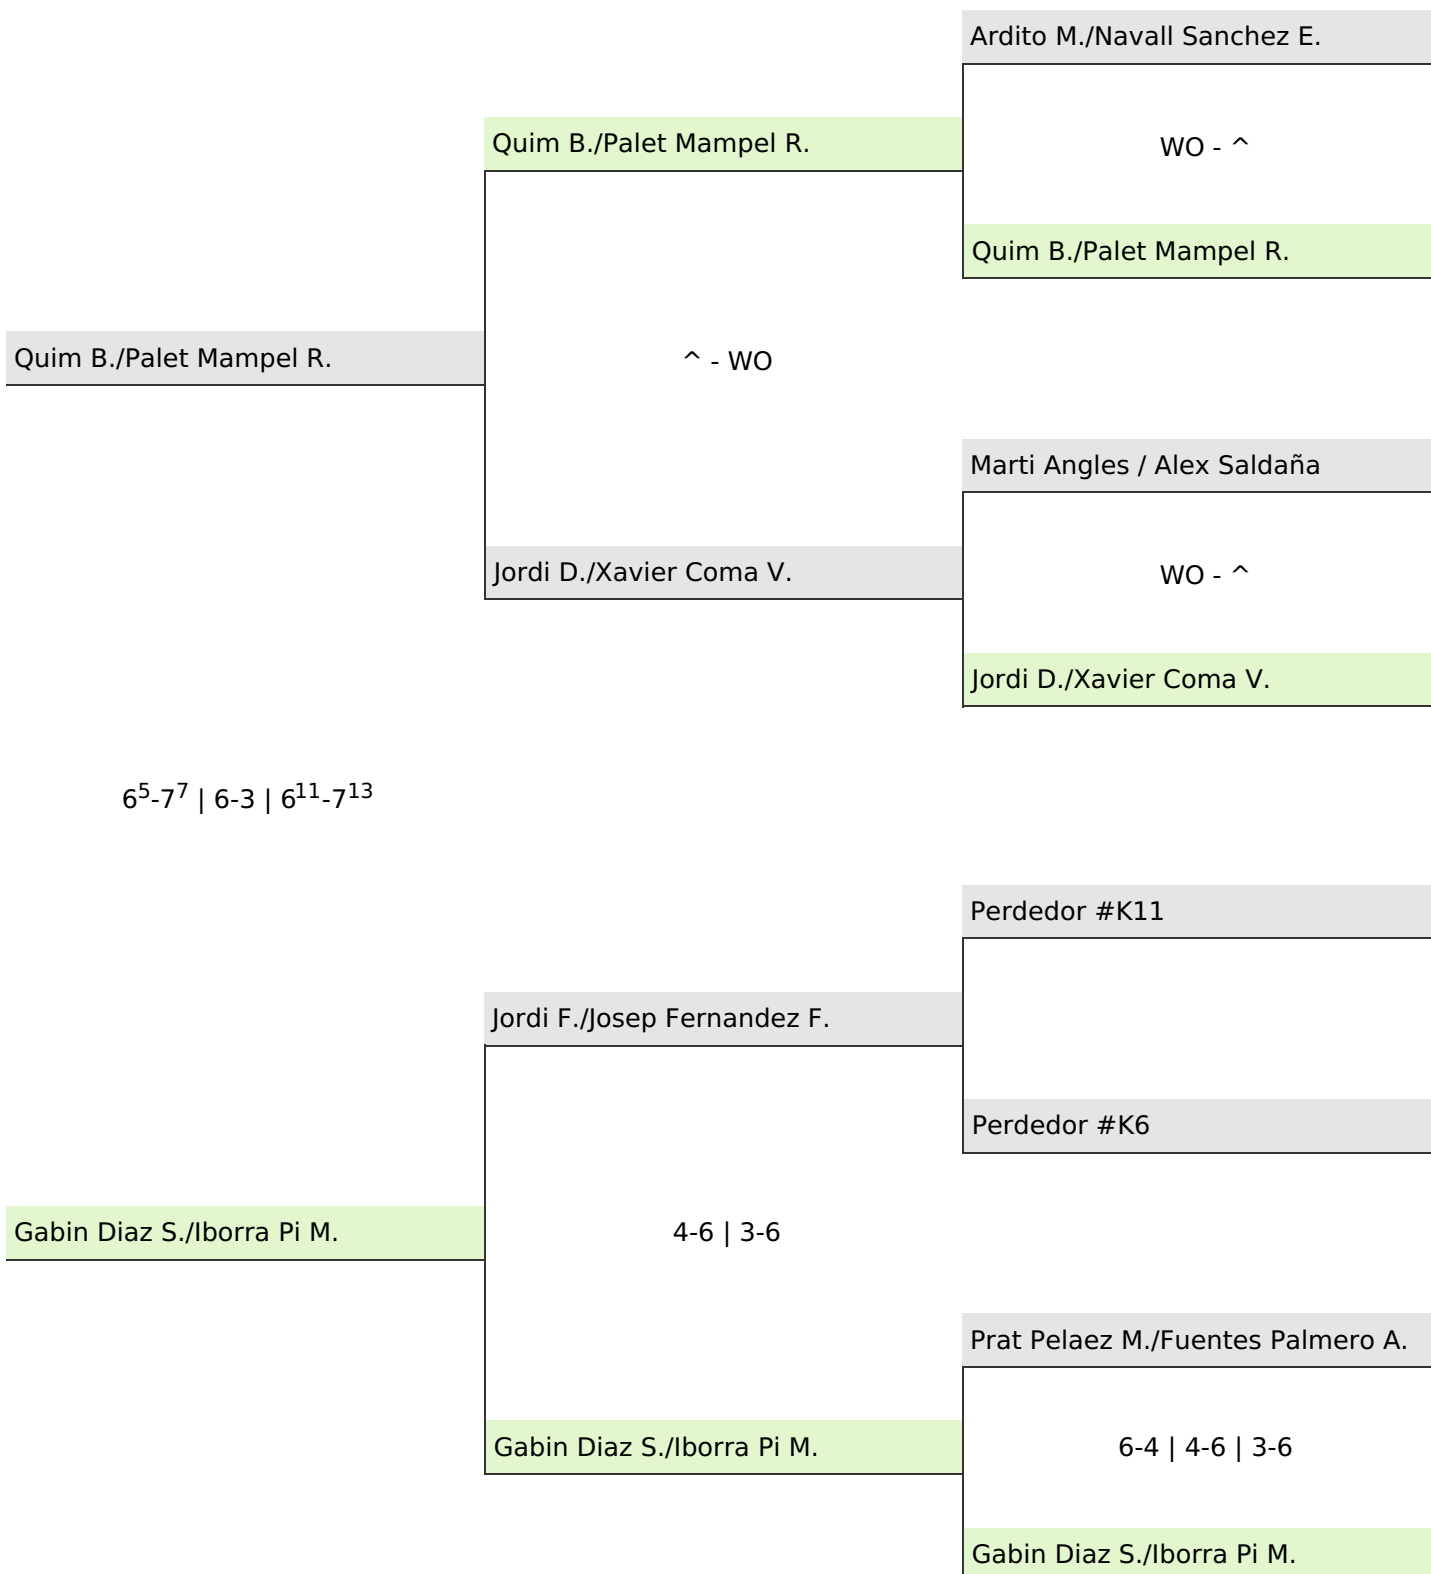 Ardito M./Navall Sanchez E.
Quim B./Palet Mampel R.
WO - ^
Quim B./Palet Mampel R.
Quim B./Palet Mampel R.
^ - WO
Marti Angles / Alex Saldaña
Jordi D./Xavier Coma V.
WO - ^
Jordi D./Xavier Coma V.
6⁵-7⁷ | 6-3 | 6¹¹-7¹³
Perdedor #K11
Jordi F./Josep Fernandez F.
Perdedor #K6
Gabin Diaz S./Iborra Pi M.
4-6 | 3-6
Prat Pelaez M./Fuentes Palmero A.
Gabin Diaz S./Iborra Pi M.
6-4 | 4-6 | 3-6
Gabin Diaz S./Iborra Pi M.